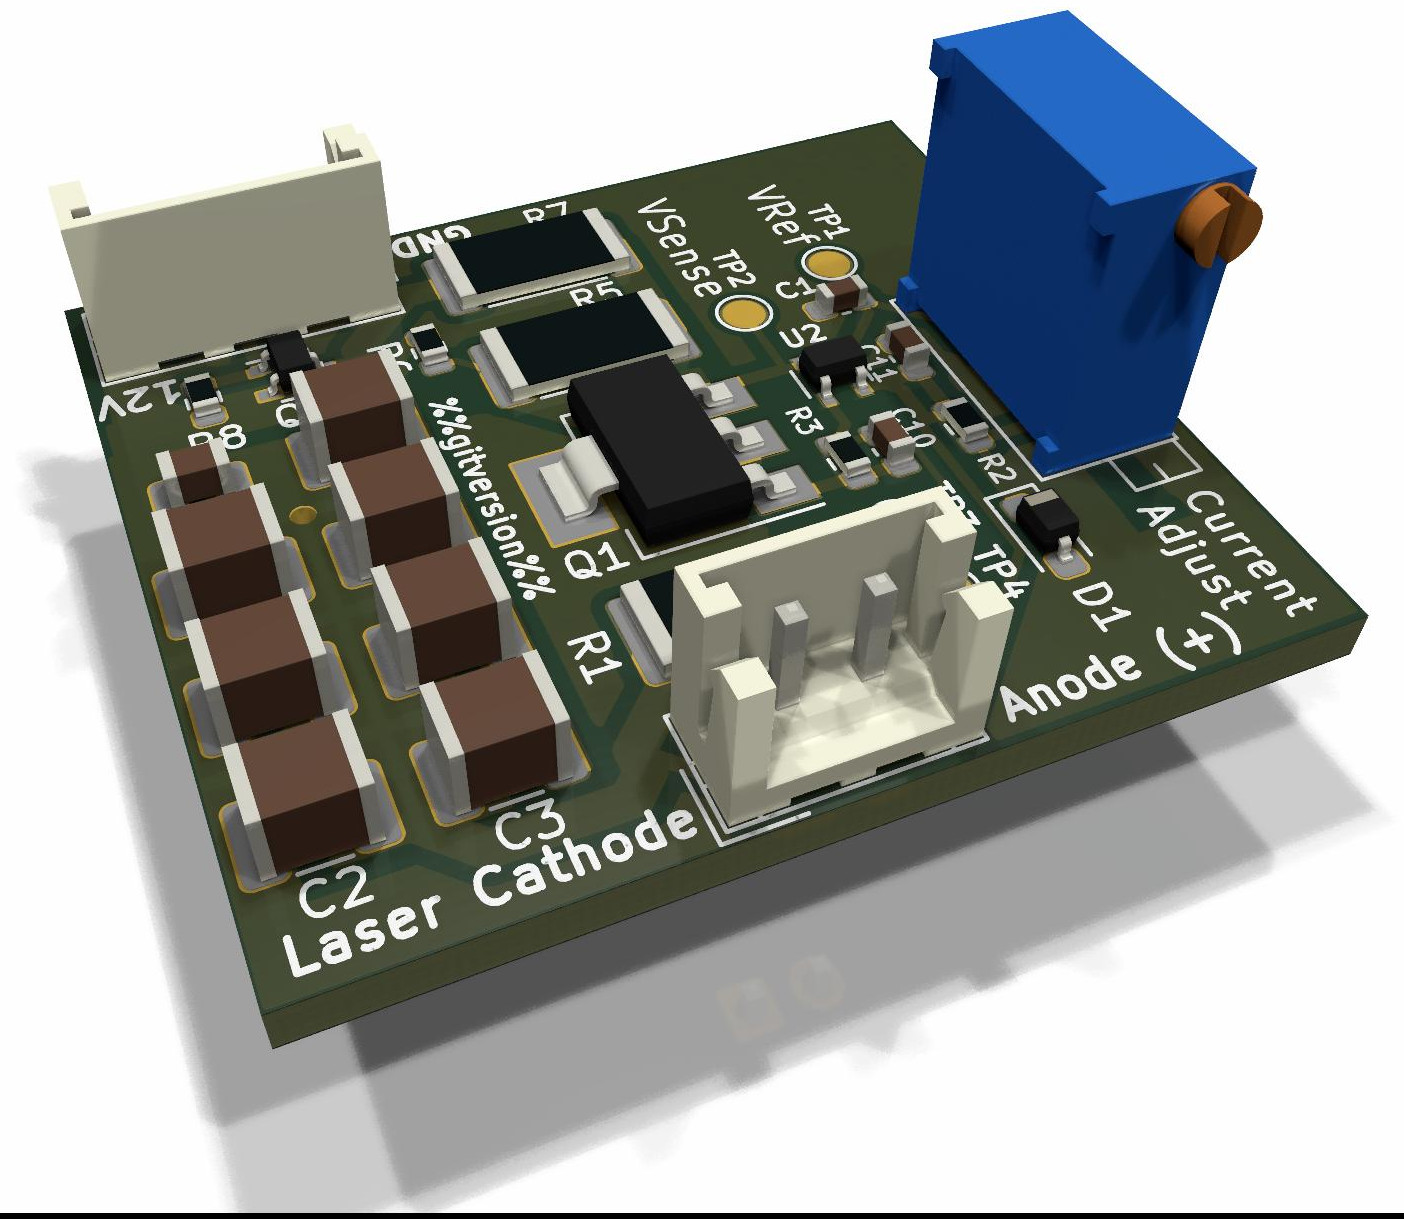 GND
R7
VSense
VRef
TP1
TP2
C1
R5
U2
C11
12V
R8
%%gitversion%%
R3
C10
R2
Q1
TP3
TP4
D1
Current
Adjust
R1
Anode (+)
C3
C2
Laser Cathode